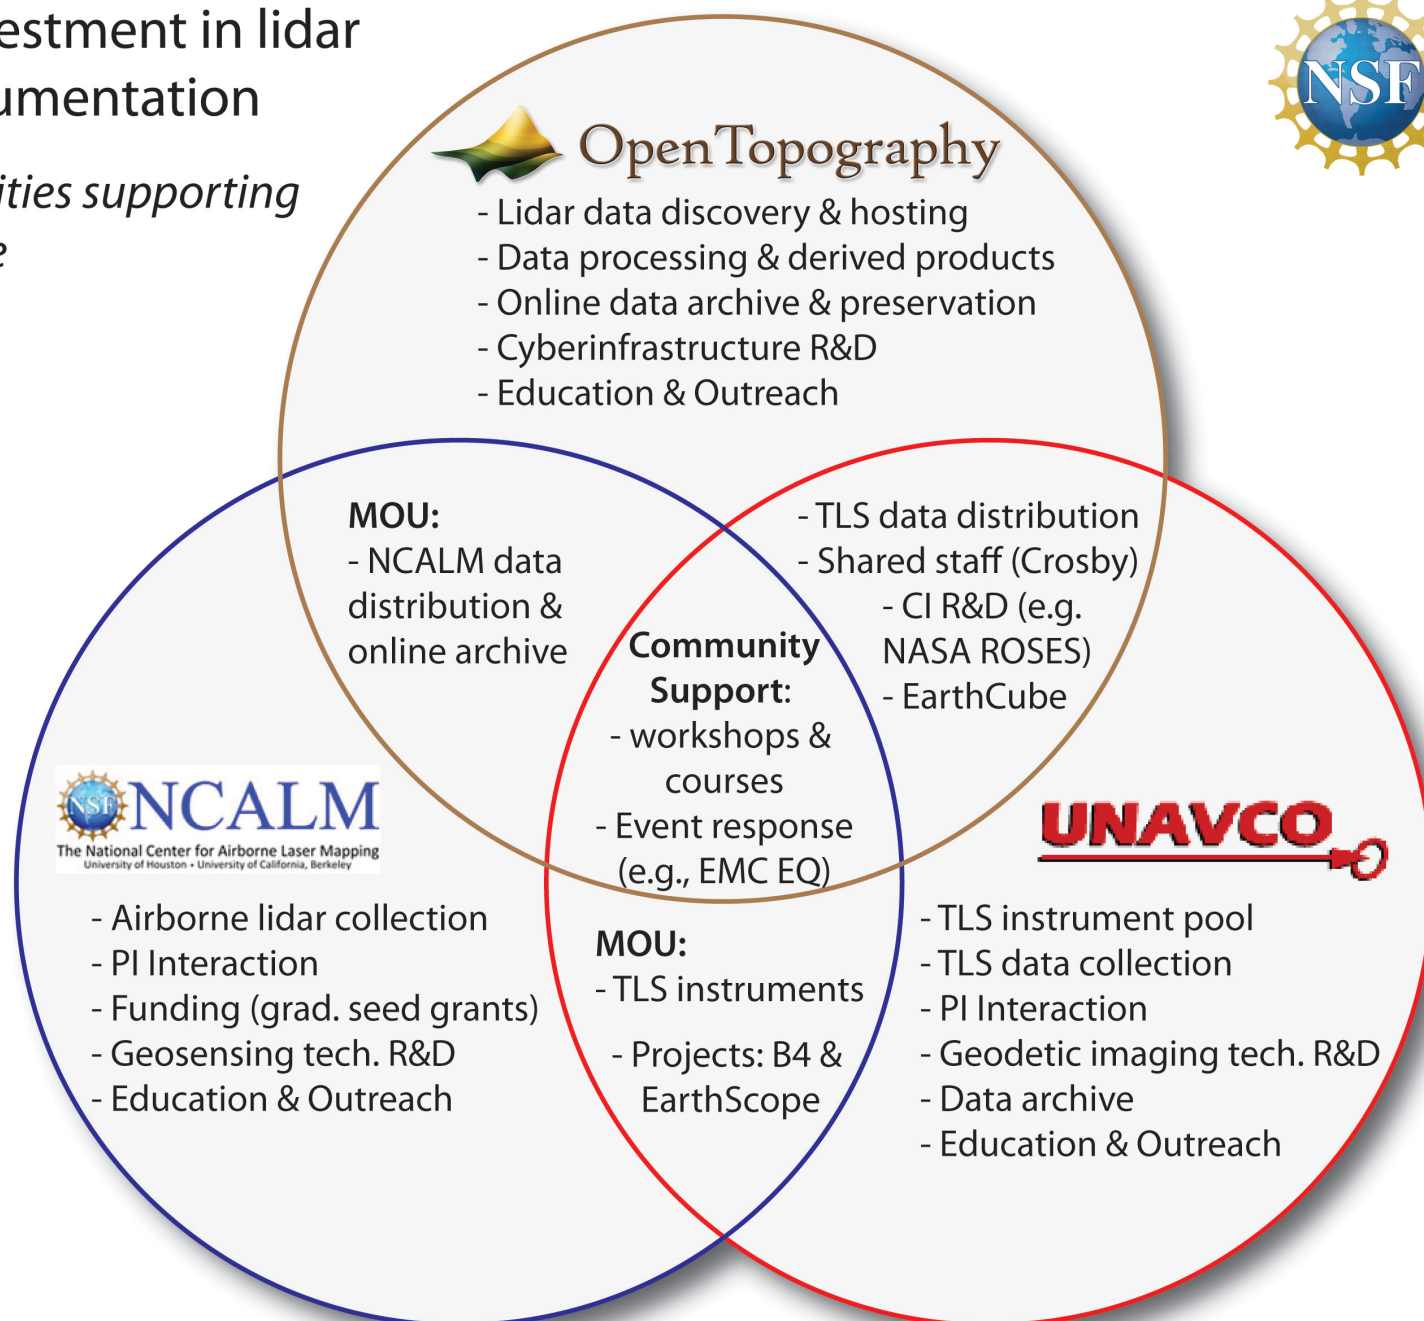 estment in lidar
umentation
ities supporting
e
NSF
OpenTopography
- Lidar data discovery & hosting
- Data processing & derived products
- Online data archive & preservation
- Cyberinfrastructure R&D
- Education & Outreach
MOU:
- NCALM data
distribution &
online archive
- TLS data distribution
- Shared staff (Crosby)
- CI R&D (e.g.
NASA ROSES)
- EarthCube
Community
Support:
- workshops &
courses
- Event response
(e.g., EMC EQ)
NSF NCALM
The National Center for Airborne Laser Mapping
University of Houston • University of California, Berkeley
- Airborne lidar collection
- PI Interaction
- Funding (grad. seed grants)
- Geosensing tech. R&D
- Education & Outreach
MOU:
- TLS instruments
- Projects: B4 &
EarthScope
UNAVCO
- TLS instrument pool
- TLS data collection
- PI Interaction
- Geodetic imaging tech. R&D
- Data archive
- Education & Outreach